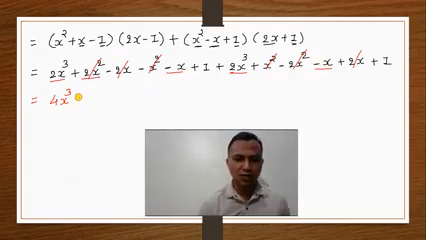 = (x² + x - 1) (2x - 1) + (x² - x + 1) (2x + 1)
= 2x³ + 2x² - 2x - x² - x + 1 + 2x³ + x² - 2x² - x + 2x + 1
= 4x³